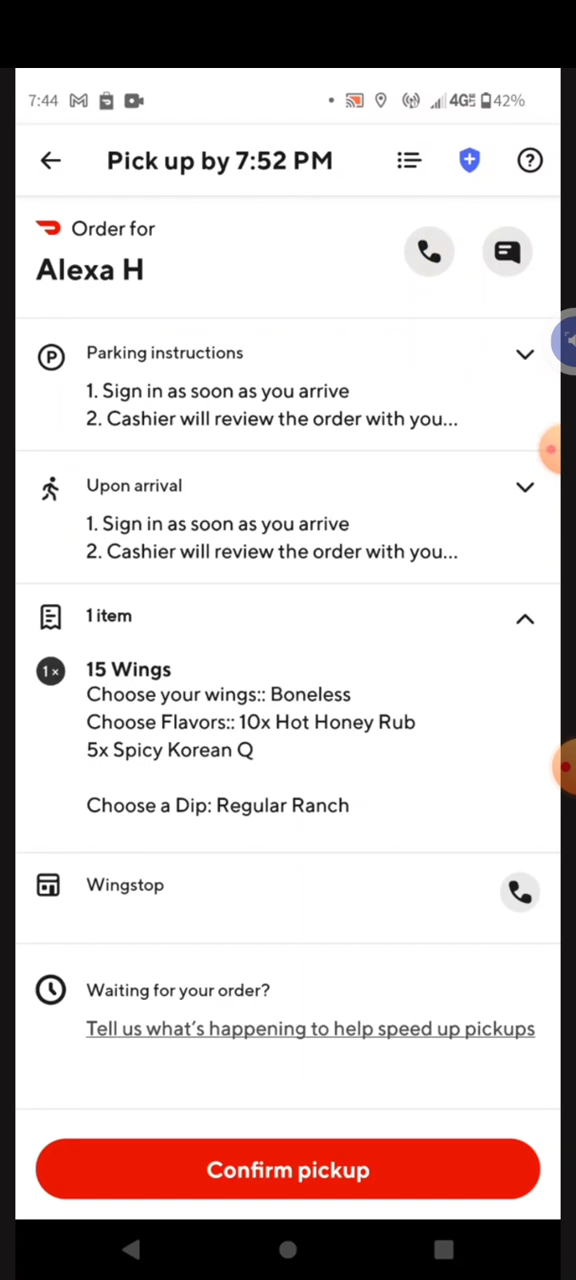 7:44 4GE 42%
Pick up by 7:52 PM
Order for
Alexa H
P Parking instructions
1. Sign in as soon as you arrive
2. Cashier will review the order with you...
Upon arrival
1. Sign in as soon as you arrive
2. Cashier will review the order with you...
1 item
1× 15 Wings
Choose your wings:: Boneless
Choose Flavors:: 10x Hot Honey Rub
5x Spicy Korean Q
Choose a Dip: Regular Ranch
Wingstop
Waiting for your order?
Tell us what's happening to help speed up pickups
Confirm pickup